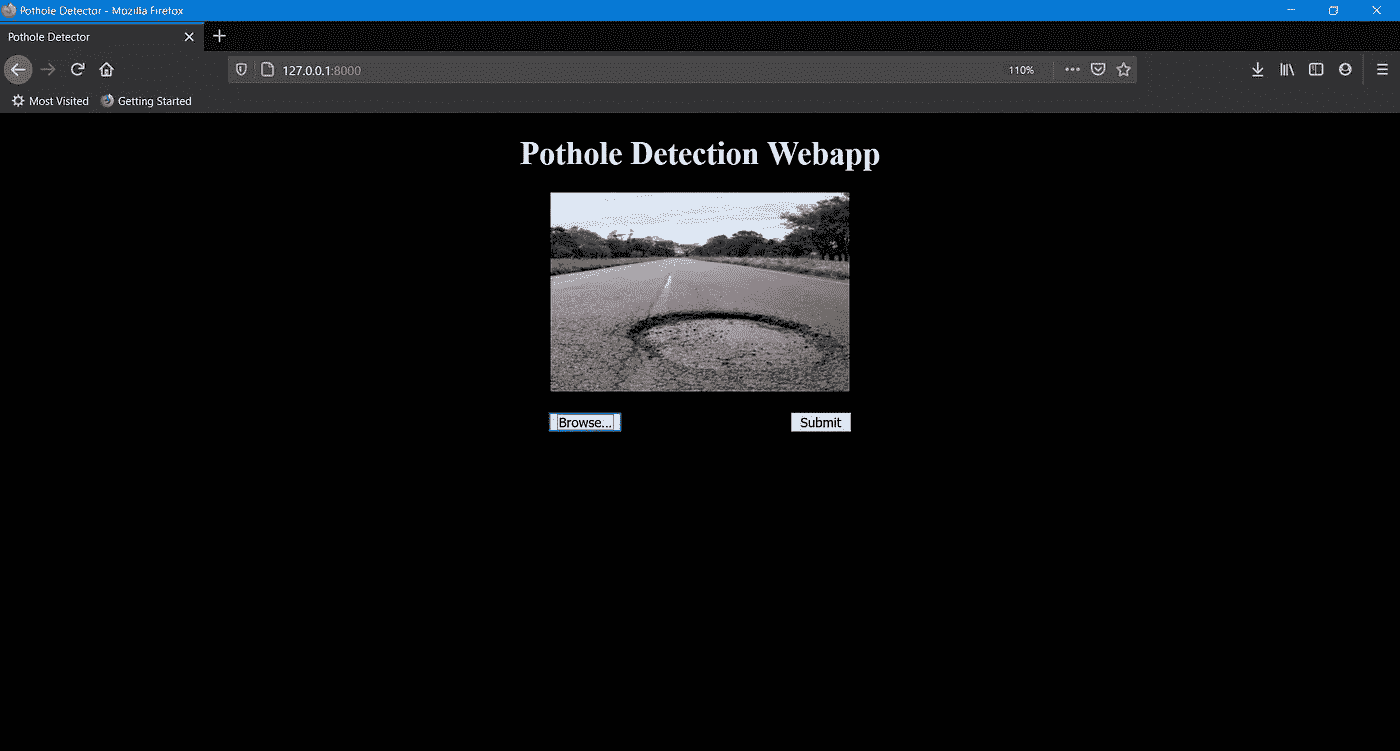 Pothole Detector - Mozilla Firefox
Pothole Detector
127.0.0.1:8000
110%
Most Visited
Getting Started
Pothole Detection Webapp
Browse...
Submit